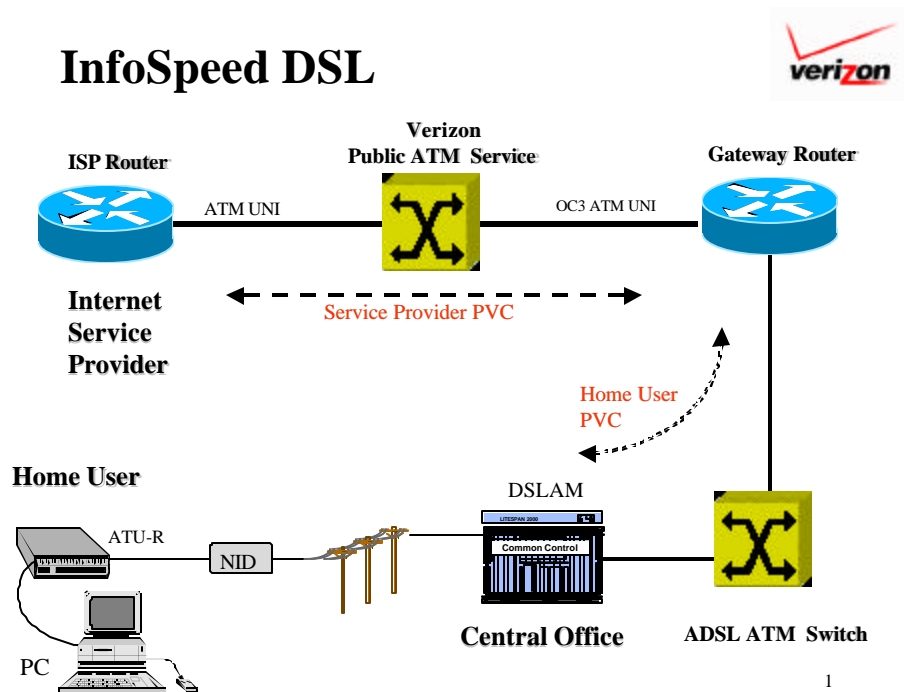 InfoSpeed DSL
verizon
Verizon
Public ATM Service
ISP Router
Gateway Router
ATM UNI
OC3 ATM UNI
Internet
Service
Provider
Service Provider PVC
Home User
PVC
Home User
DSLAM
ATU-R
NID
LITESPAN 2000
Common Control
PC
Central Office
ADSL ATM Switch
1